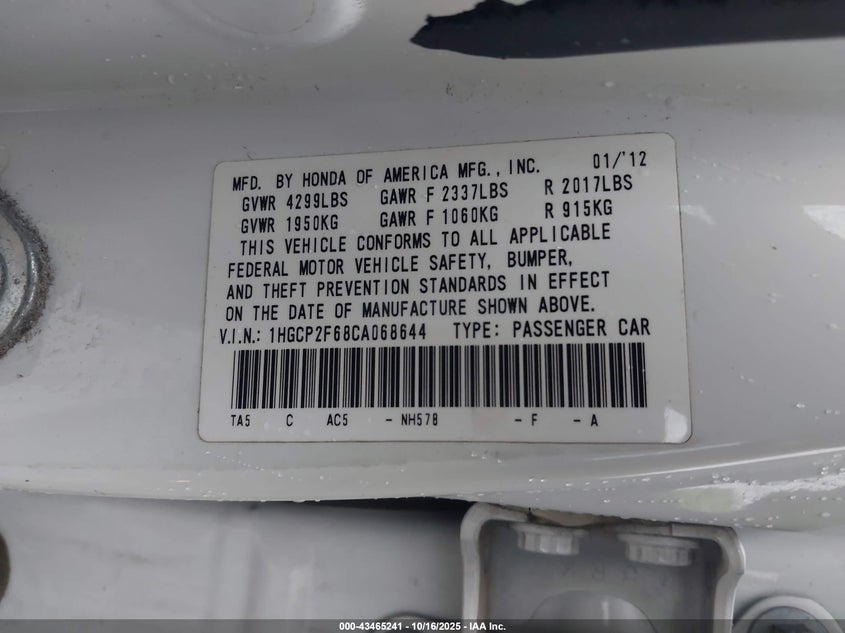 MFD. BY HONDA OF AMERICA MFG., INC. 01/'12
GVWR 4299LBS GAWR F 2337LBS R 2017LBS
GVWR 1950KG GAWR F 1060KG R 915KG
THIS VEHICLE CONFORMS TO ALL APPLICABLE
FEDERAL MOTOR VEHICLE SAFETY, BUMPER,
AND THEFT PREVENTION STANDARDS IN EFFECT
ON THE DATE OF MANUFACTURE SHOWN ABOVE.
V.I.N.: 1HGCP2F68CA068644 TYPE: PASSENGER CAR
TA5 C AC5 - NH578 - F - A
000-43465241 - 10/16/2025 - IAA Inc.